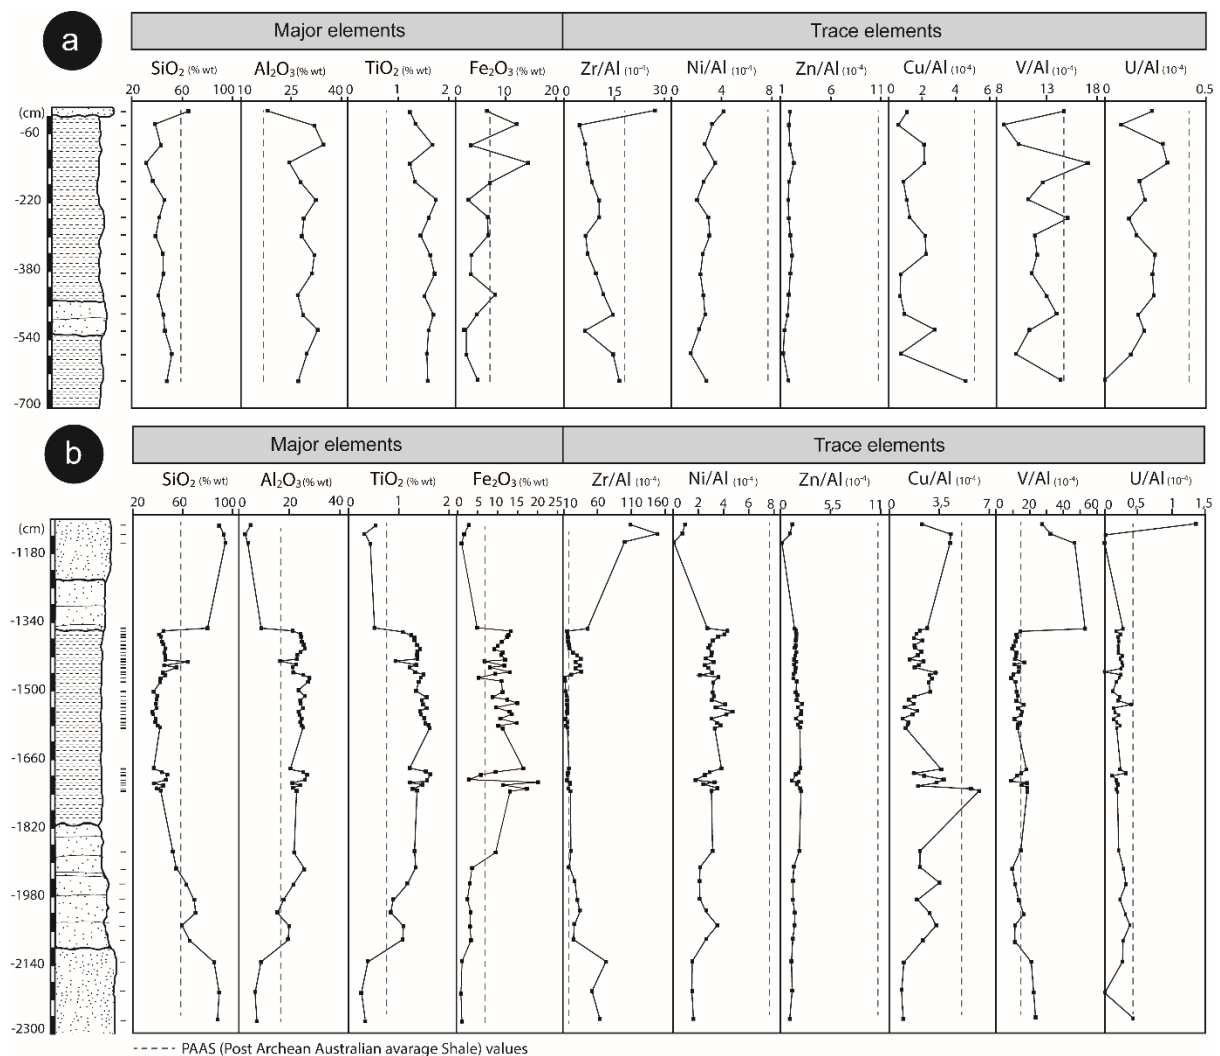 a
Major elements
Trace elements
SiO₂ (% wt) Al₂O₃(% wt) TiO₂ (% wt) Fe₂O₃(% wt) Zr/Al (10⁻⁴) Ni/Al (10⁻⁴) Zn/Al (10⁻⁴) Cu/Al (10⁻⁴) V/Al (10⁻⁴) U/Al (10⁻⁴)
20 60 100 10 25 40 0 1 2 0 10 20 0 15 30 0 4 8 1 6 11 0 2 4 6 8 13 18 0 0.5
(cm)
-60
-220
-380
-540
-700
b
Major elements
Trace elements
SiO₂ (% wt) Al₂O₃(% wt) TiO₂ (% wt) Fe₂O₃(% wt) Zr/Al (10⁻⁴) Ni/Al (10⁻⁴) Zn/Al (10⁻⁴) Cu/Al (10⁻⁴) V/Al (10⁻⁴) U/Al (10⁻⁴)
20 60 100 0 20 40 0 1 2 0 5 10 15 20 25 10 60 110 160 0 2 4 6 8 0 5,5 11 0 3.5 7 0 20 40 60 0 0,5 1 1,5
(cm)
-1180
-1340
-1500
-1660
-1820
-1980
-2140
-2300
----- PAAS (Post Archean Australian avarage Shale) values